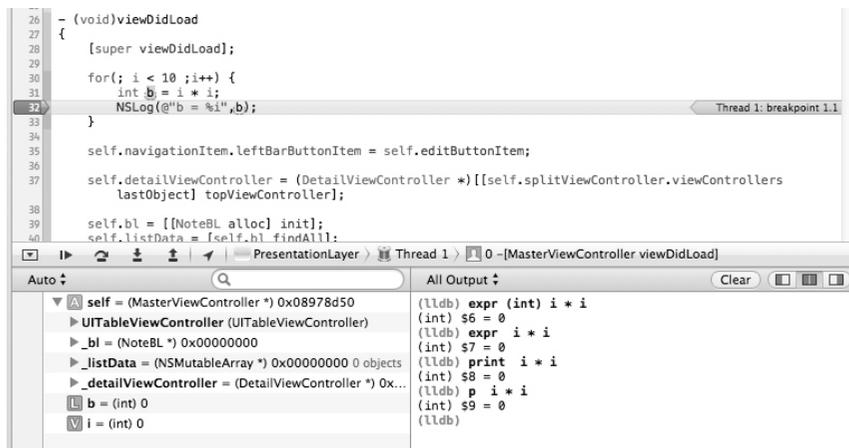 26 - (void)viewDidLoad
27 {
28 [super viewDidLoad];
29
30 for(; i < 10 ;i++) {
31 int b = i * i;
32 NSLog(@"b = %i",b); Thread 1: breakpoint 1.1
33 }
34
35 self.navigationItem.leftBarButtonItem = self.editButtonItem;
36
37 self.detailViewController = (DetailViewController *)[[self.splitViewController.viewControllers
lastObject] topViewController];
38
39 self.bl = [[NoteBL alloc] init];
40 self.listData = [self.bl findAll];
PresentationLayer Thread 1 0 -[MasterViewController viewDidLoad]
Auto All Output Clear
A self = (MasterViewController *) 0x08978d50
UITableViewController (UITableViewController)
_bl = (NoteBL *) 0x00000000
_listData = (NSMutableArray *) 0x00000000 0 objects
_detailViewController = (DetailViewController *) 0x...
L b = (int) 0
V i = (int) 0
(lldb) expr (int) i * i
(int) $6 = 0
(lldb) expr i * i
(int) $7 = 0
(lldb) print i * i
(int) $8 = 0
(lldb) p i * i
(int) $9 = 0
(lldb)